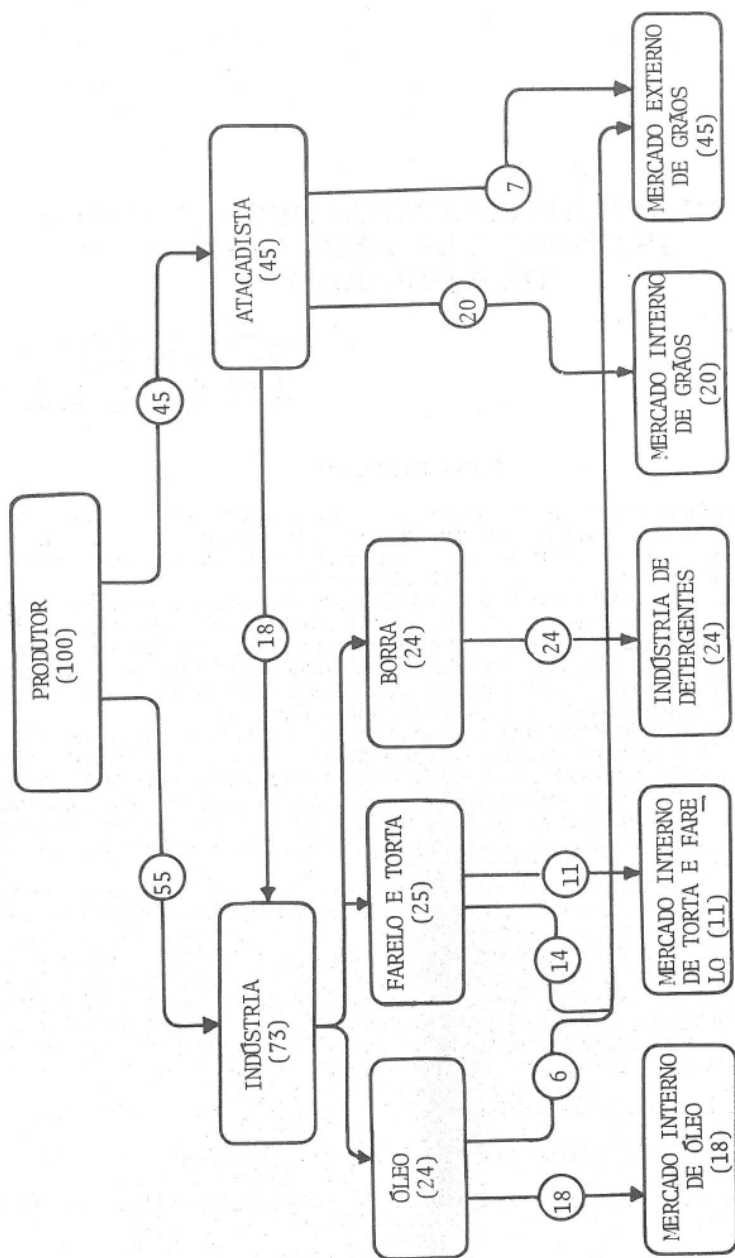 PRODUTOR
(100)
55
45
INDÚSTRIA
(73)
18
ATACADISTA
(45)
ÓLEO
(24)
FARELO E TORTA
(25)
BORRA
(24)
18
6
14
11
24
20
7
MERCADO INTERNO
DE ÓLEO
(18)
MERCADO INTERNO
DE TORTA E FARE
LO (11)
INDÚSTRIA DE
DETERGENTES
(24)
MERCADO INTERNO
DE GRÃOS
(20)
MERCADO EXTERNO
DE GRÃOS
(45)